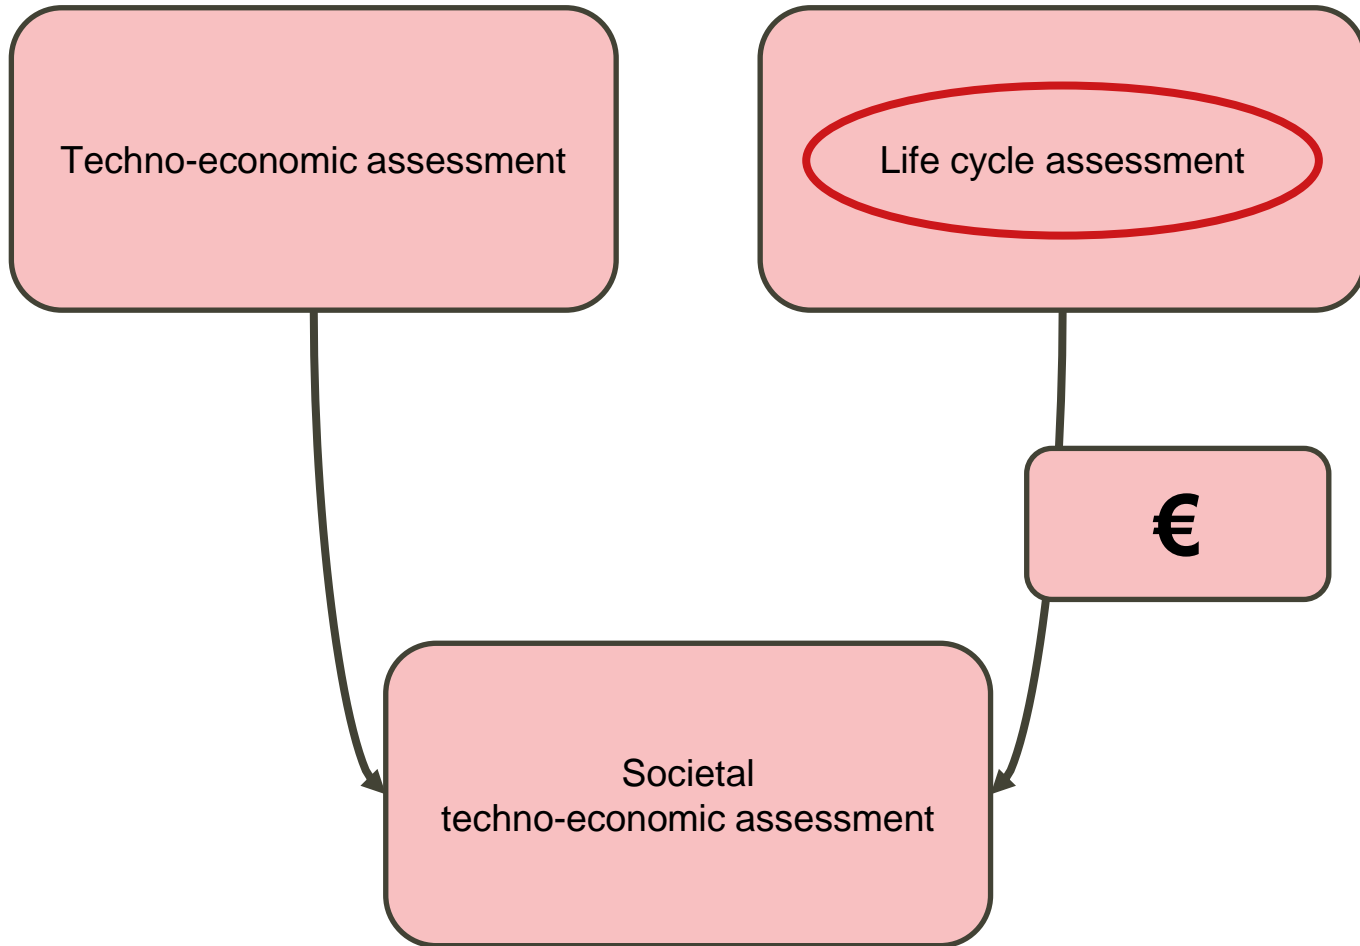 Techno-economic assessment
Life cycle assessment
€
Societal
techno-economic assessment